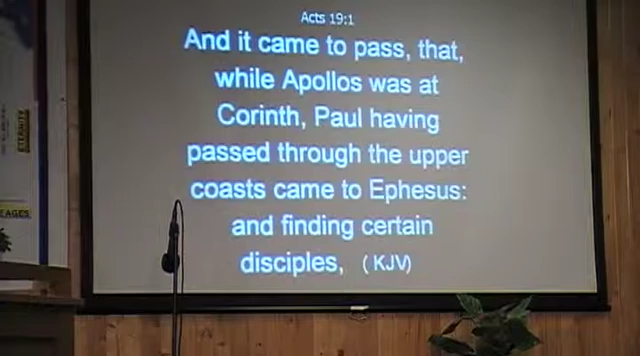 Acts 19:1
And it came to pass, that,
while Apollos was at
Corinth, Paul having
passed through the upper
coasts came to Ephesus:
and finding certain
disciples, ( KJV)
ETERNITY